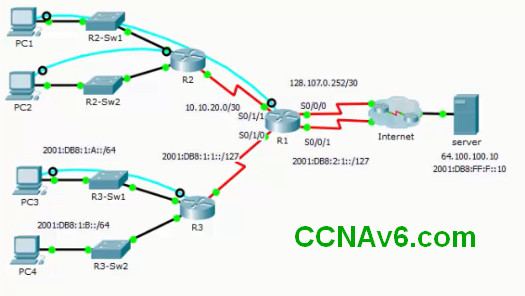 PC1
R2-Sw1
R2
PC2
R2-Sw2
10.10.20.0/30
128.107.0.252/30
S0/1/1
S0/0/0
S0/1/0
R1
S0/0/1
Internet
server
64.100.100.10
2001:DB8:FF:F::10
2001:DB8:1:A::/64
2001:DB8:1:1::/127
2001:DB8:2:1::/127
PC3
R3-Sw1
R3
2001:DB8:1:B::/64
PC4
R3-Sw2
CCNAv6.com